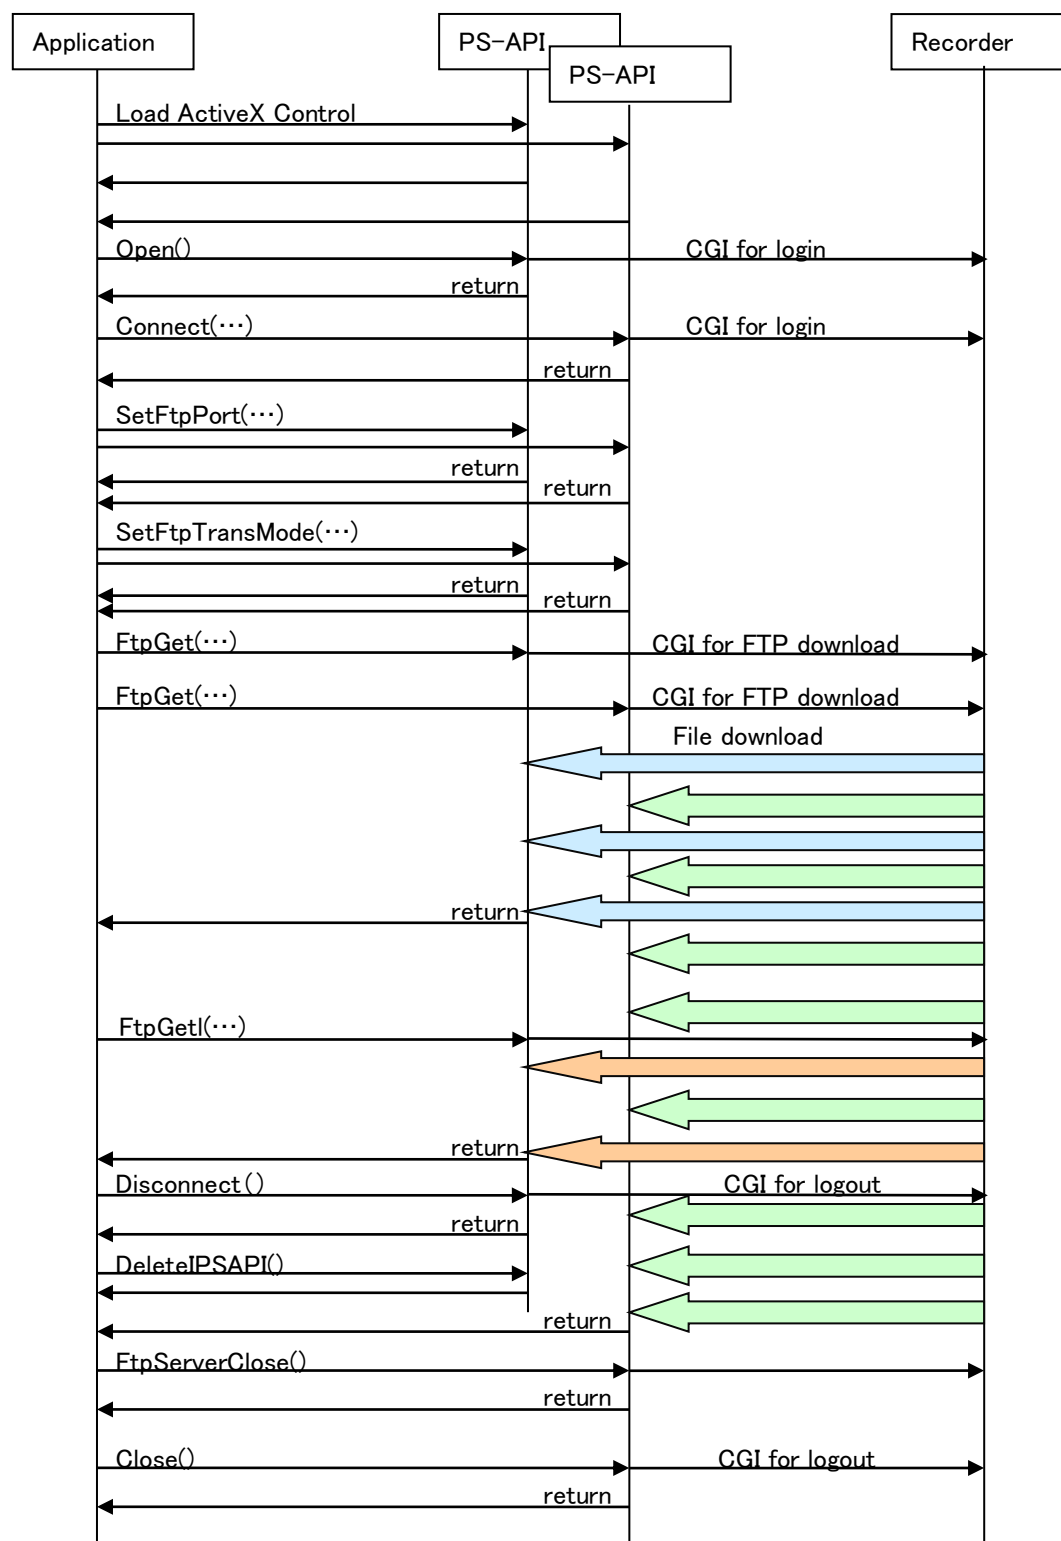 Application
PS-API
PS-API
Recorder
Load ActiveX Control
Open()
CGI for login
return
Connect(･･･)
CGI for login
return
SetFtpPort(･･･)
return
return
SetFtpTransMode(･･･)
return
return
FtpGet(･･･)
CGI for FTP download
FtpGet(･･･)
CGI for FTP download
File download
return
FtpGetl(･･･)
return
Disconnect()
CGI for logout
return
DeleteIPSAPI()
return
FtpServerClose()
return
Close()
CGI for logout
return